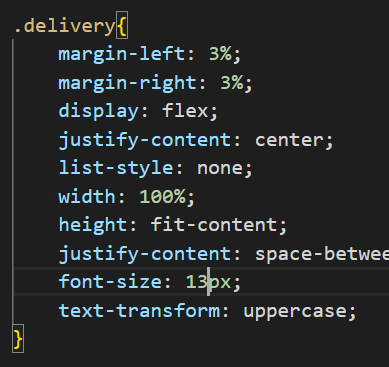 .delivery{
margin-left: 3%;
margin-right: 3%;
display: flex;
justify-content: center;
list-style: none;
width: 100%;
height: fit-content;
justify-content: space-betwee
font-size: 13px;
text-transform: uppercase;
}